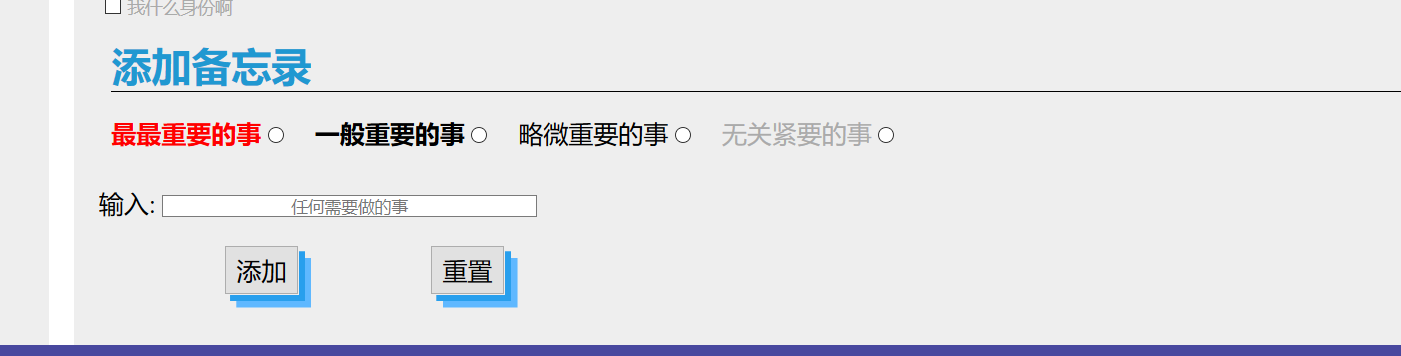 我什么身份啊
添加备忘录
最最重要的事 一般重要的事 略微重要的事 无关紧要的事
输入: 任何需要做的事
添加 重置